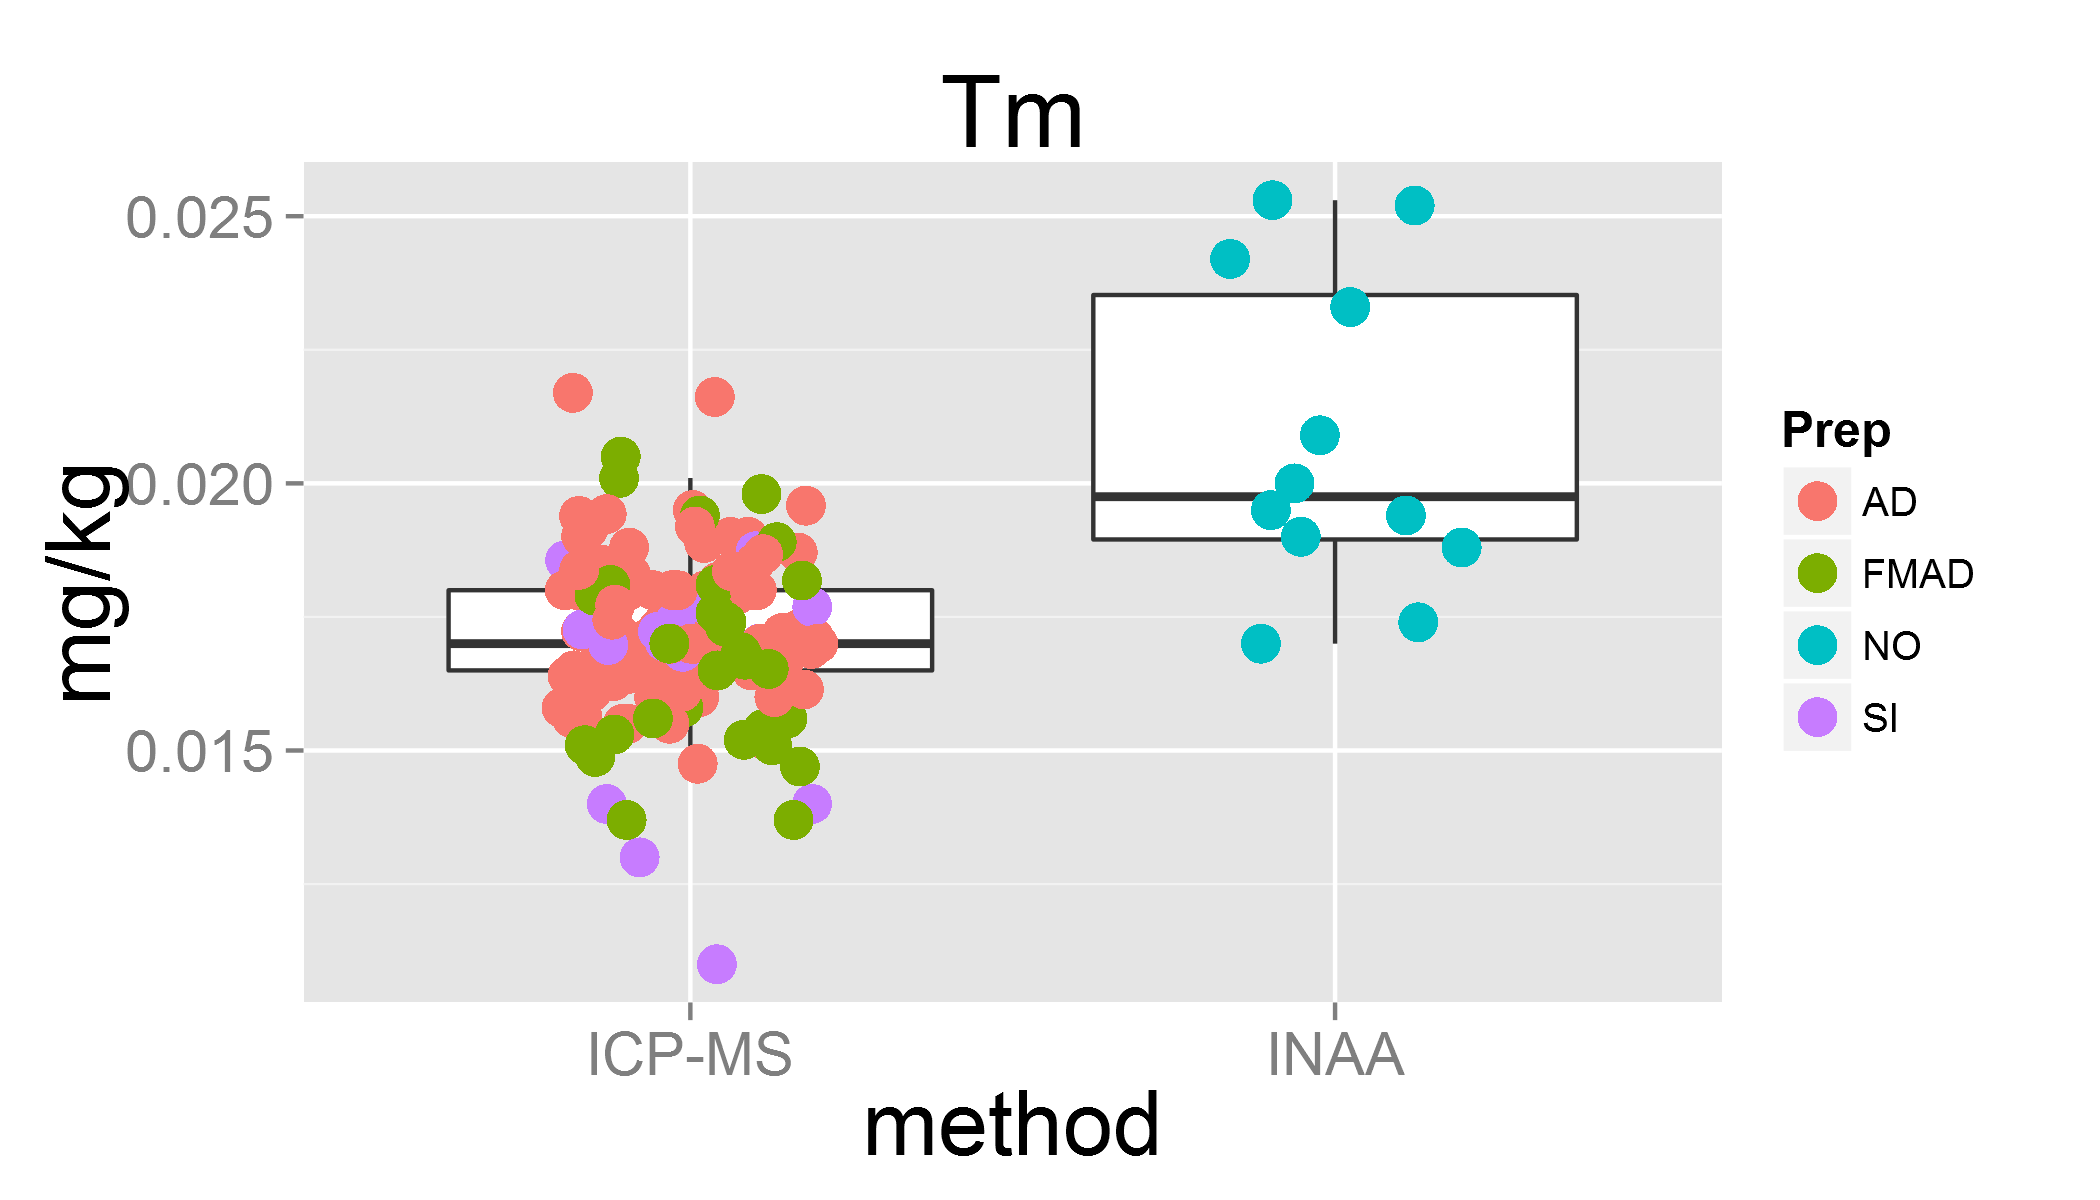 Tm
mg/kg
0.025
0.020
0.015
ICP-MS
INAA
method
Prep
AD
FMAD
NO
SI